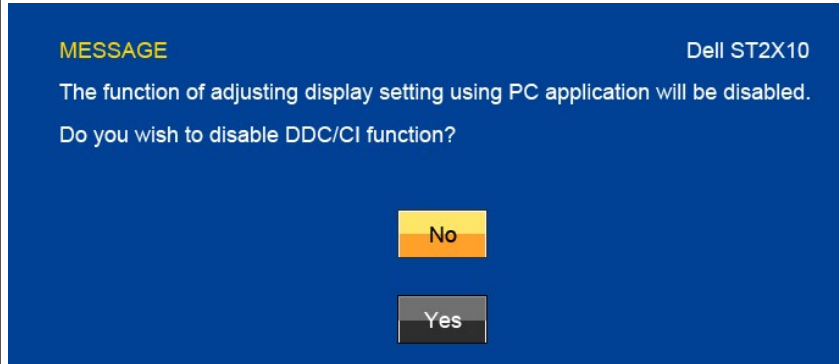 MESSAGE Dell ST2X10
The function of adjusting display setting using PC application will be disabled.
Do you wish to disable DDC/CI function?
No
Yes